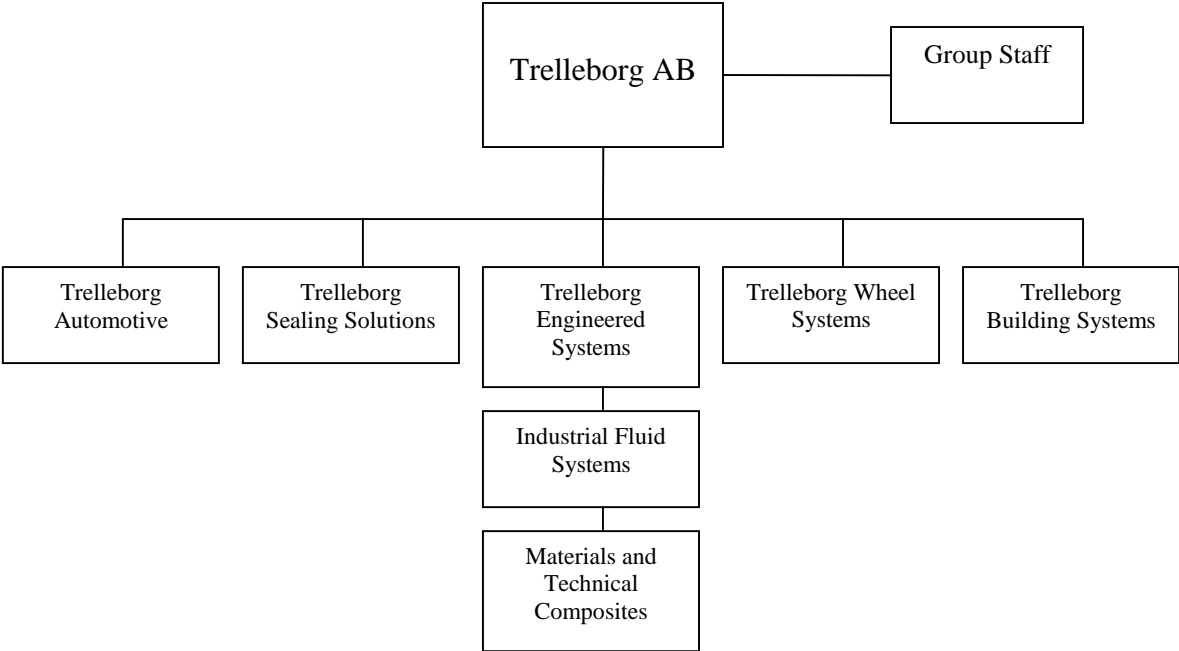 Trelleborg AB
Group Staff
Trelleborg
Automotive
Trelleborg
Sealing Solutions
Trelleborg
Engineered
Systems
Trelleborg Wheel
Systems
Trelleborg
Building Systems
Industrial Fluid
Systems
Materials and
Technical
Composites